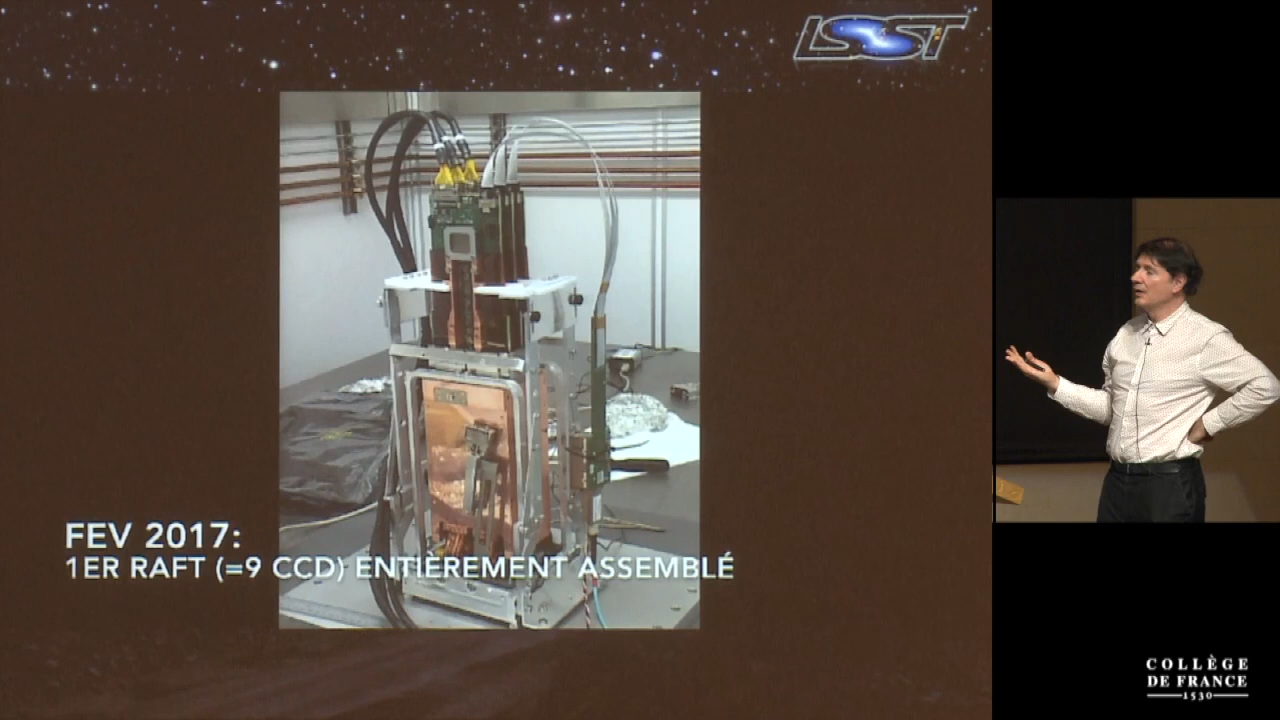 LSST
FEV 2017:
1ER RAFT (=9 CCD) ENTIÈREMENT ASSEMBLÉ
COLLÈGE
DE FRANCE
1530